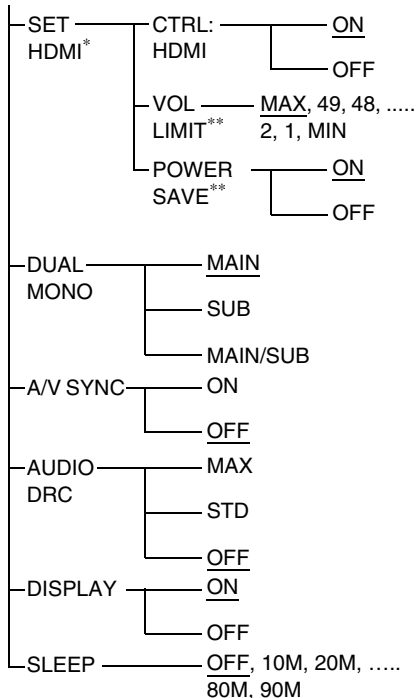 SET HDMI* CTRL: HDMI ON
OFF
VOL LIMIT** MAX, 49, 48, .....
2, 1, MIN
POWER SAVE** ON
OFF
DUAL MONO MAIN
SUB
MAIN/SUB
A/V SYNC ON
OFF
AUDIO DRC MAX
STD
OFF
DISPLAY ON
OFF
SLEEP OFF, 10M, 20M, .....
80M, 90M